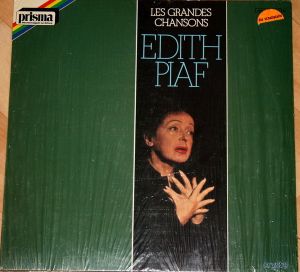 prisma
LES GRANDES
CHANSONS
EDITH
PIAF